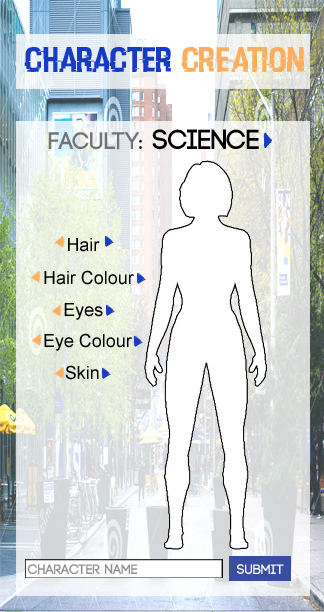 CHARACTER CREATION
FACULTY: SCIENCE
Hair
Hair Colour
Eyes
Eye Colour
Skin
CHARACTER NAME
SUBMIT